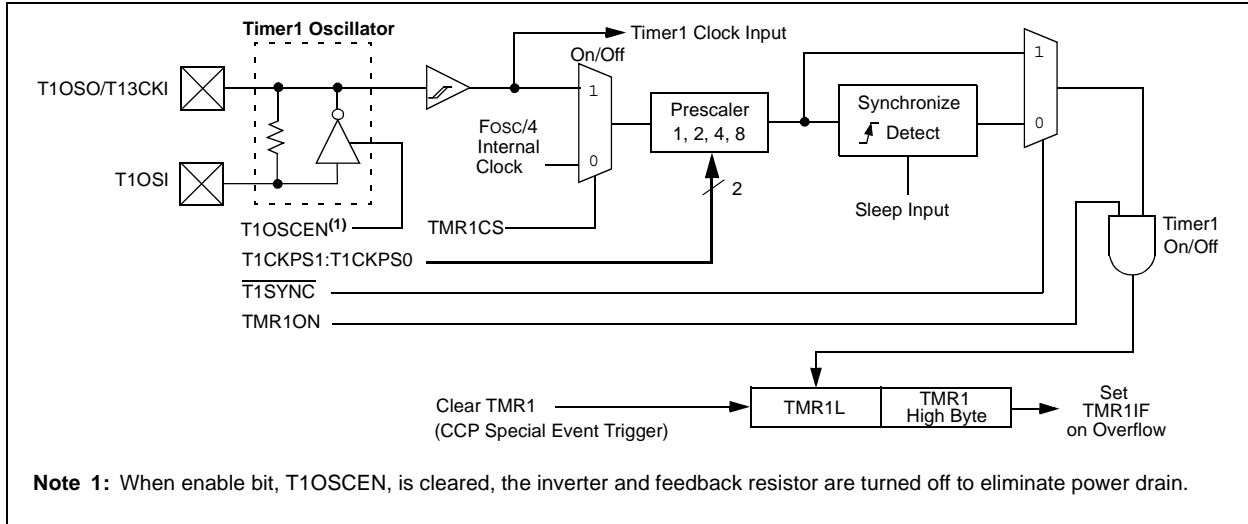 Timer1 Oscillator
Timer1 Clock Input
On/Off
T1OSO/T13CKI
1
1
FOSC/4
Internal
Clock
0
Prescaler
1, 2, 4, 8
Synchronize
Detect
0
2
T1OSI
Sleep Input
T1OSCEN(1)
TMR1CS
Timer1
On/Off
T1CKPS1:T1CKPS0
T1SYNC
TMR1ON
Clear TMR1
(CCP Special Event Trigger)
TMR1L
TMR1
High Byte
Set
TMR1IF
on Overflow
Note 1: When enable bit, T1OSCEN, is cleared, the inverter and feedback resistor are turned off to eliminate power drain.